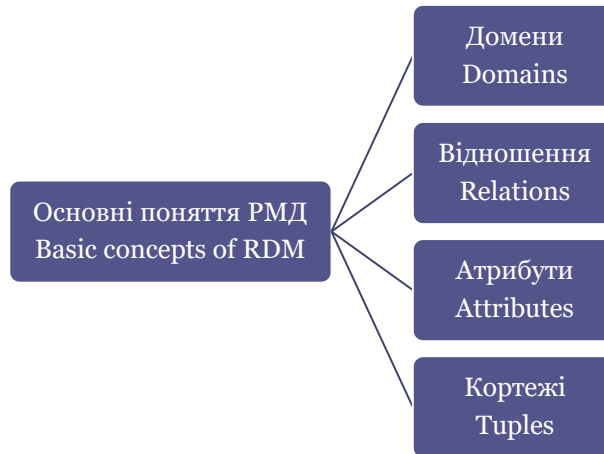 Основні поняття РМД
Basic concepts of RDM
Домени
Domains
Відношення
Relations
Атрибути
Attributes
Кортежі
Tuples